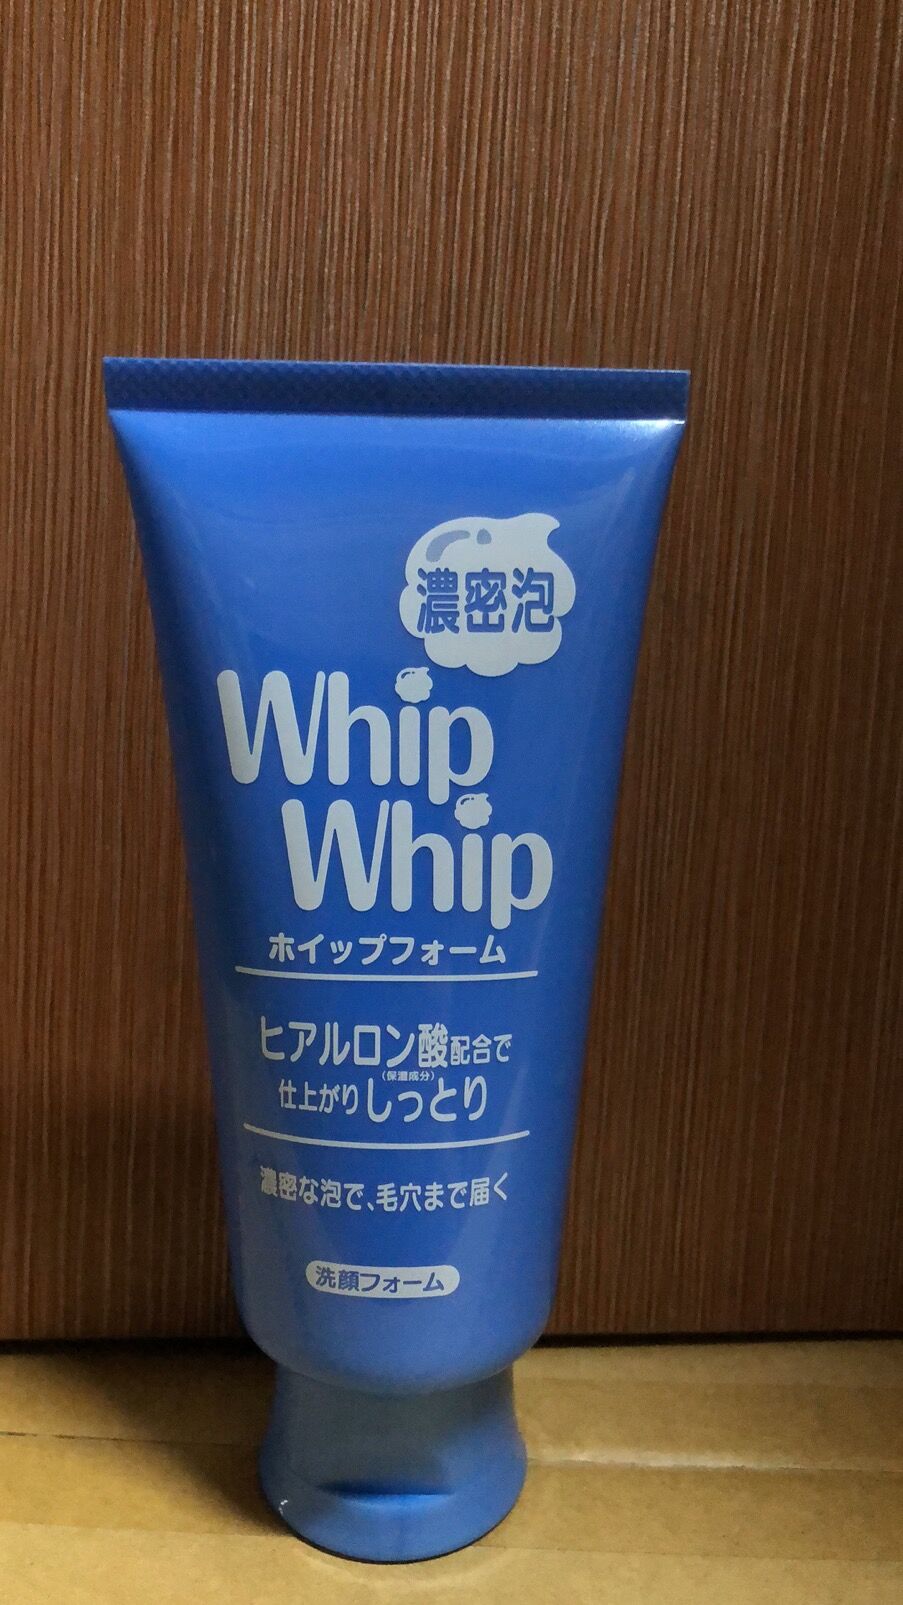 濃密泡
Whip
Whip
ホイップフォーム
ヒアルロン酸配合で
(保湿成分)
仕上がりしっとり
濃密な泡で、毛穴まで届く
洗顔フォーム